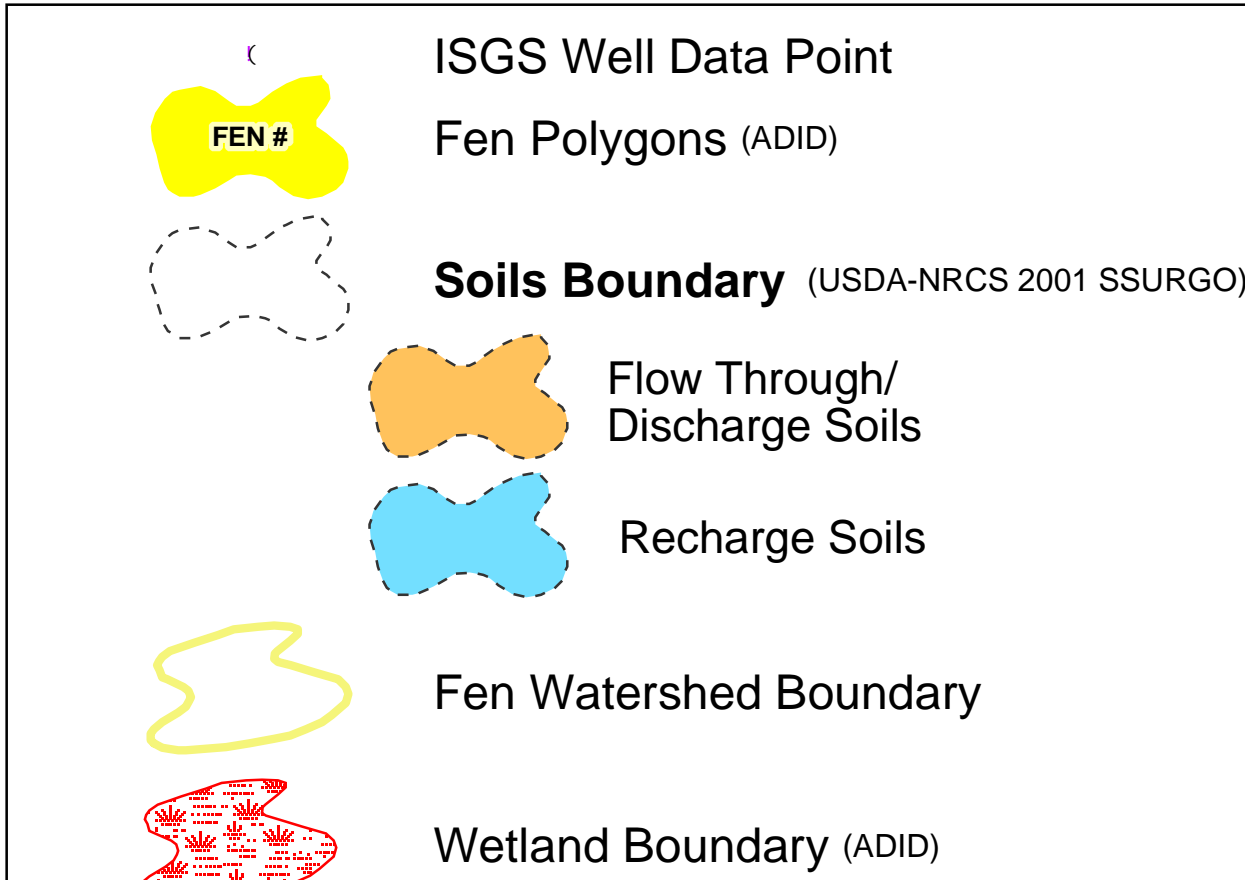 ISGS Well Data Point
FEN #
Fen Polygons (ADID)
Soils Boundary (USDA-NRCS 2001 SSURGO)
Flow Through/
Discharge Soils
Recharge Soils
Fen Watershed Boundary
Wetland Boundary (ADID)